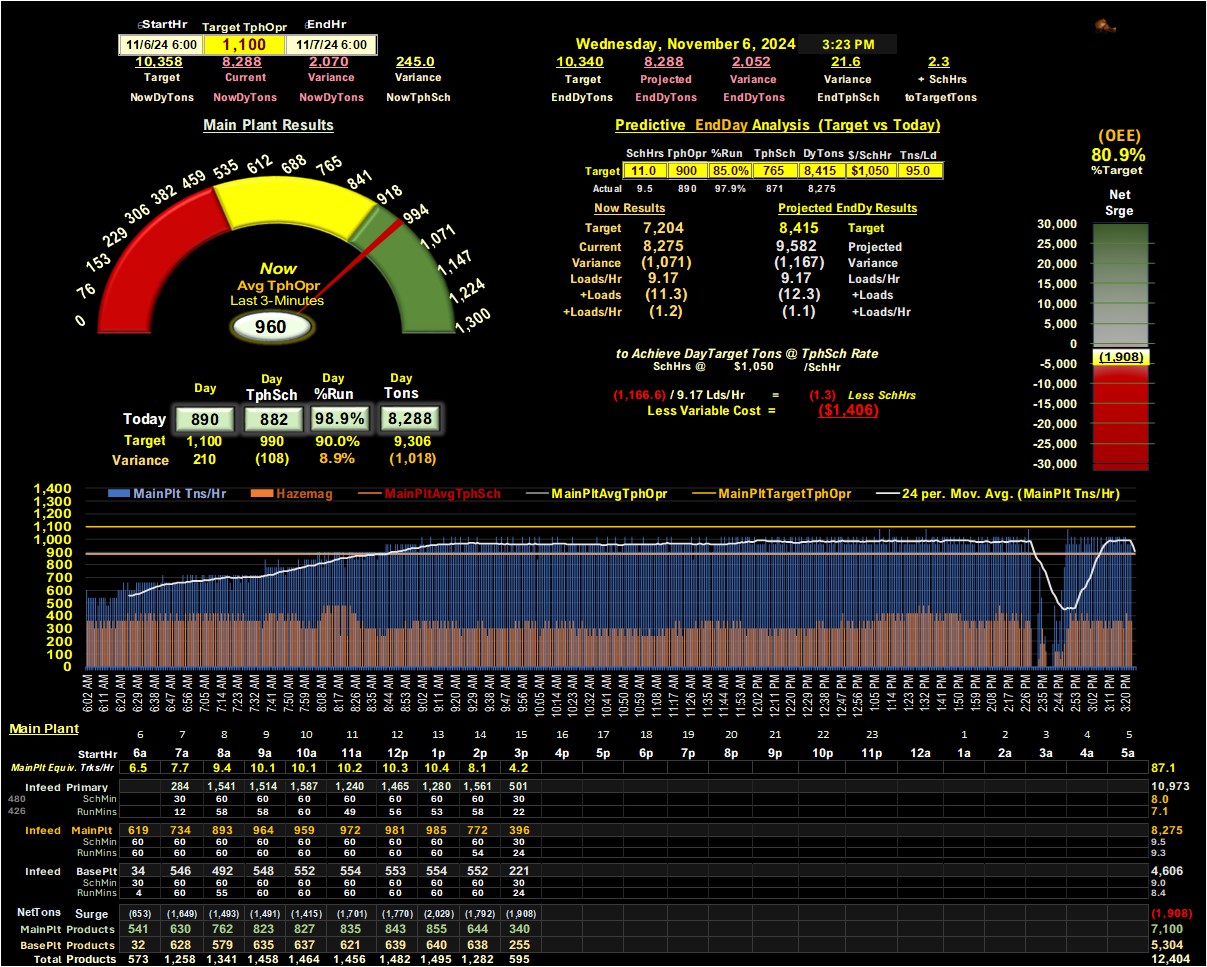 StartHr Target TphOpr EndHr
11/6/24 6:00 1,100 11/7/24 6:00
Wednesday, November 6, 2024 3:23 PM
10,358 8,288 2,070 245.0
Target Current Variance Variance
NowDyTons NowDyTons NowDyTons NowTphSch
10,340 8,288 2,052 21.6 2.3
Target Projected Variance Variance + SchHrs
EndDyTons EndDyTons EndDyTons EndTphSch toTargetTons
Main Plant Results
0 76 153 229 306 382 459 535 612 688 765 841 918 994 1,071 1,147 1,224 1,300
Now
Avg TphOpr
Last 3-Minutes
960
Day Day TphSch Day %Run Day Tons
Today 890 882 98.9% 8,288
Target 1,100 990 90.0% 9,306
Variance 210 (108) 8.9% (1,018)
Predictive EndDay Analysis (Target vs Today)
SchHrs TphOpr %Run TphSch DyTons $/SchHr Tns/Ld
Target 11.0 900 85.0% 765 8,415 $1,050 95.0
Actual 9.5 890 97.9% 871 8,275
Now Results Projected EndDy Results
Target 7,204 8,415 Target
Current 8,275 9,582 Projected
Variance (1,071) (1,167) Variance
Loads/Hr 9.17 9.17 Loads/Hr
+Loads (11.3) (12.3) +Loads
+Loads/Hr (1.2) (1.1) +Loads/Hr
to Achieve DayTarget Tons @ TphSch Rate
SchHrs @ $1,050 /SchHr
(1,166.6) / 9.17 Lds/Hr = (1.3) Less SchHrs
Less Variable Cost = ($1,406)
(OEE)
80.9%
%Target
Net
Srge
30,000
25,000
20,000
15,000
10,000
5,000
0
(1,908)
-5,000
-10,000
-15,000
-20,000
-25,000
-30,000
MainPlt Tns/Hr Hazemag MainPltAvgTphSch MainPltAvgTphOpr MainPltTargetTphOpr 24 per. Mov. Avg. (MainPlt Tns/Hr)
1,400
1,300
1,200
1,100
1,000
900
800
700
600
500
400
300
200
100
0
6:02 AM 6:11 AM 6:20 AM 6:29 AM 6:38 AM 6:47 AM 6:56 AM 7:05 AM 7:14 AM 7:23 AM 7:32 AM 7:41 AM 7:50 AM 7:59 AM 8:08 AM 8:17 AM 8:26 AM 8:35 AM 8:44 AM 8:53 AM 9:02 AM 9:11 AM 9:20 AM 9:29 AM 9:38 AM 9:47 AM 9:56 AM 10:05 AM 10:14 AM 10:23 AM 10:32 AM 10:41 AM 10:50 AM 10:59 AM 11:08 AM 11:17 AM 11:26 AM 11:35 AM 11:44 AM 11:53 AM 12:02 PM 12:11 PM 12:20 PM 12:29 PM 12:38 PM 12:47 PM 12:56 PM 1:05 PM 1:14 PM 1:23 PM 1:32 PM 1:41 PM 1:50 PM 1:59 PM 2:08 PM 2:17 PM 2:26 PM 2:35 PM 2:44 PM 2:53 PM 3:02 PM 3:11 PM 3:20 PM
Main Plant 6 7 8 9 10 11 12 13 14 15 16 17 18 19 20 21 22 23 1 2 3 4 5
StartHr 6a 7a 8a 9a 10a 11a 12p 1p 2p 3p 4p 5p 6p 7p 8p 9p 10p 11p 12a 1a 2a 3a 4a 5a
MainPlt Equiv. Trks/Hr 6.5 7.7 9.4 10.1 10.1 10.2 10.3 10.4 8.1 4.2 87.1
Infeed Primary 284 1,541 1,514 1,587 1,240 1,465 1,280 1,561 501 10,973
480 SchMin 30 60 60 60 60 60 60 60 30 8.0
426 RunMins 12 58 58 60 49 56 53 58 22 7.1
Infeed MainPlt 619 734 893 964 959 972 981 985 772 396 8,275
SchMin 60 60 60 60 60 60 60 60 60 30 9.5
RunMins 60 60 60 60 60 60 60 60 54 24 9.3
Infeed BasePlt 34 546 492 548 552 554 553 554 552 221 4,606
SchMin 30 60 60 60 60 60 60 60 60 30 9.0
RunMins 4 60 55 60 60 60 60 60 60 24 8.4
NetTons Surge (653) (1,649) (1,493) (1,491) (1,415) (1,701) (1,770) (2,029) (1,792) (1,908) (1,908)
MainPlt Products 541 630 762 823 827 835 843 855 644 340 7,100
BasePlt Products 32 628 579 635 637 621 639 640 638 255 5,304
Total Products 573 1,258 1,341 1,458 1,464 1,456 1,482 1,495 1,282 595 12,404